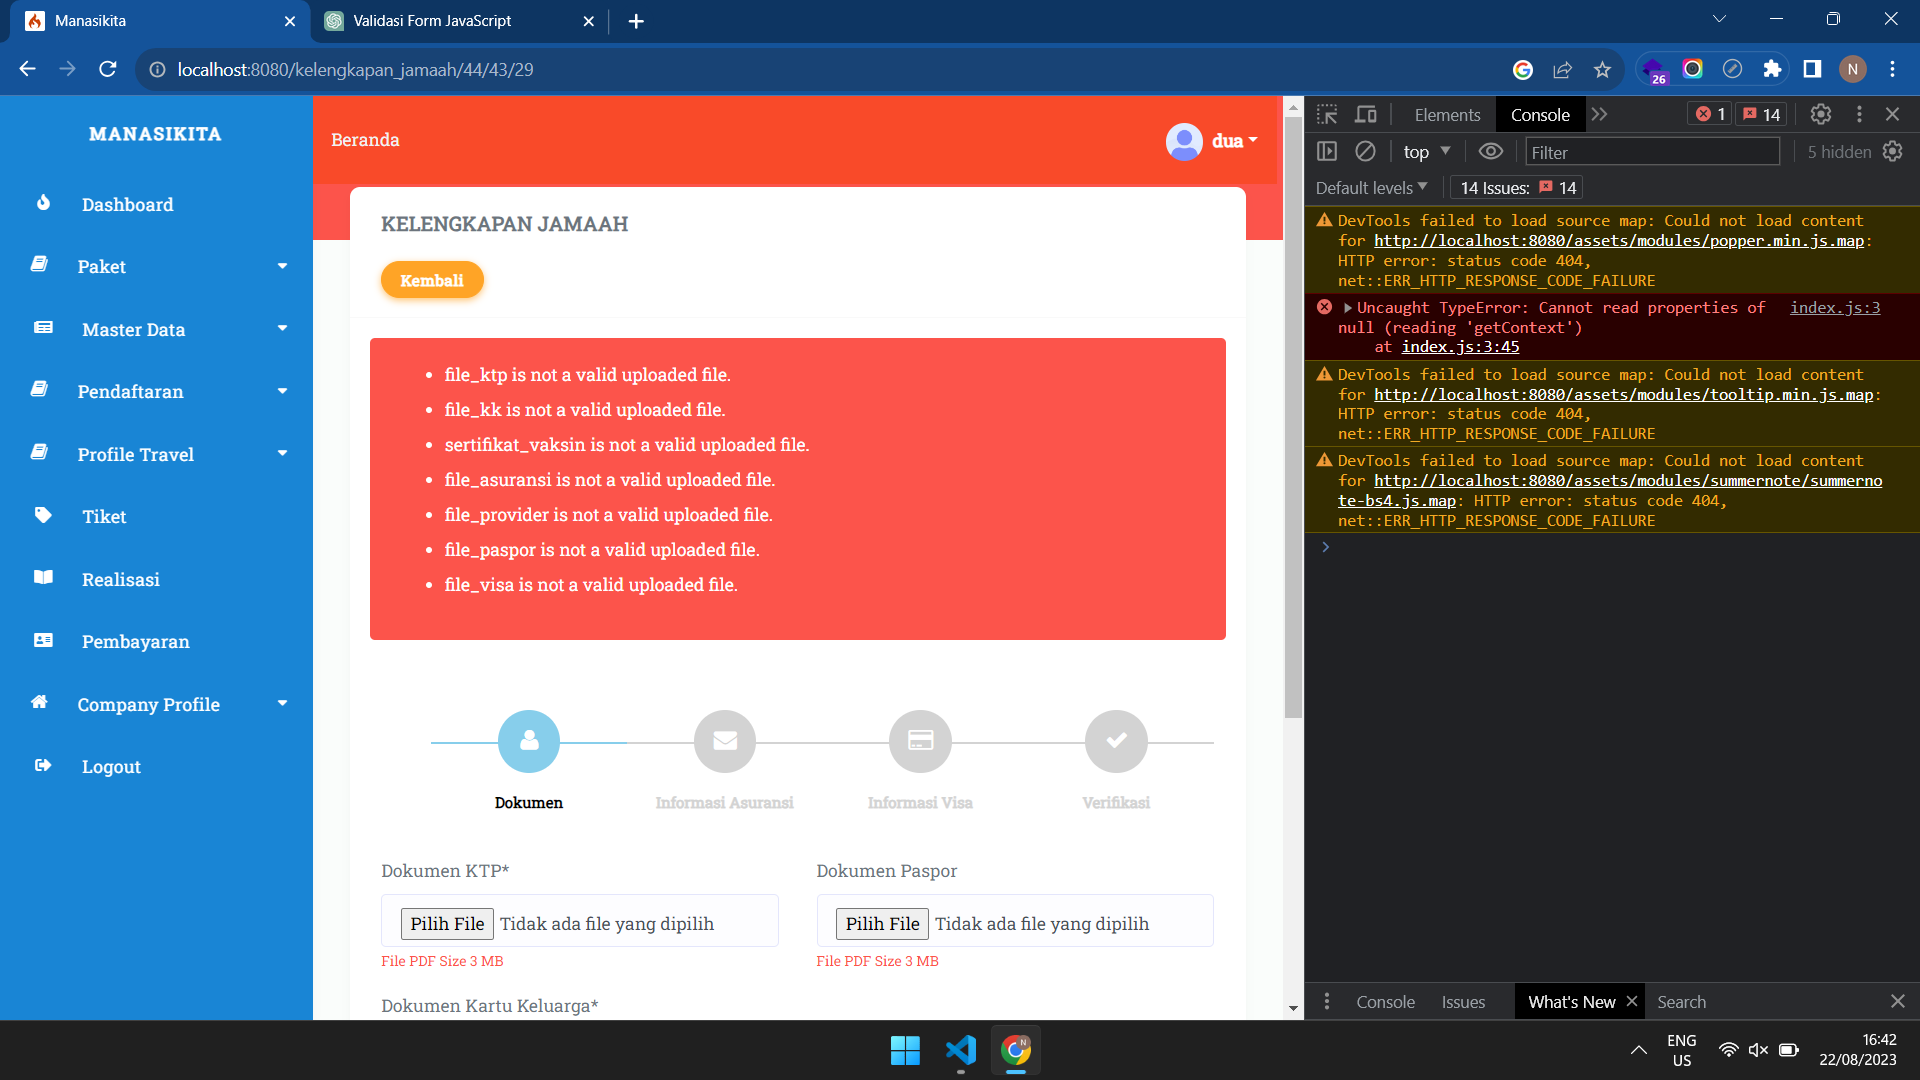 Manasikita
Validasi Form JavaScript
localhost:8080/kelengkapan_jamaah/44/43/29
26
N
MANASIKITA
Dashboard
Paket
Master Data
Pendaftaran
Profile Travel
Tiket
Realisasi
Pembayaran
Company Profile
Logout
Beranda
dua
KELENGKAPAN JAMAAH
Kembali
file_ktp is not a valid uploaded file.
file_kk is not a valid uploaded file.
sertifikat_vaksin is not a valid uploaded file.
file_asuransi is not a valid uploaded file.
file_provider is not a valid uploaded file.
file_paspor is not a valid uploaded file.
file_visa is not a valid uploaded file.
Dokumen
Informasi Asuransi
Informasi Visa
Verifikasi
Dokumen KTP*
Pilih File Tidak ada file yang dipilih
File PDF Size 3 MB
Dokumen Paspor
Pilih File Tidak ada file yang dipilih
File PDF Size 3 MB
Dokumen Kartu Keluarga*
Elements
Console
1
14
top
Filter
5 hidden
Default levels
14 Issues: 14
DevTools failed to load source map: Could not load content
for http://localhost:8080/assets/modules/popper.min.js.map:
HTTP error: status code 404,
net::ERR_HTTP_RESPONSE_CODE_FAILURE
Uncaught TypeError: Cannot read properties of index.js:3
null (reading 'getContext')
at index.js:3:45
DevTools failed to load source map: Could not load content
for http://localhost:8080/assets/modules/tooltip.min.js.map:
HTTP error: status code 404,
net::ERR_HTTP_RESPONSE_CODE_FAILURE
DevTools failed to load source map: Could not load content
for http://localhost:8080/assets/modules/summernote/summerno
te-bs4.js.map: HTTP error: status code 404,
net::ERR_HTTP_RESPONSE_CODE_FAILURE
Console
Issues
What's New
Search
N
ENG
US
16:42
22/08/2023